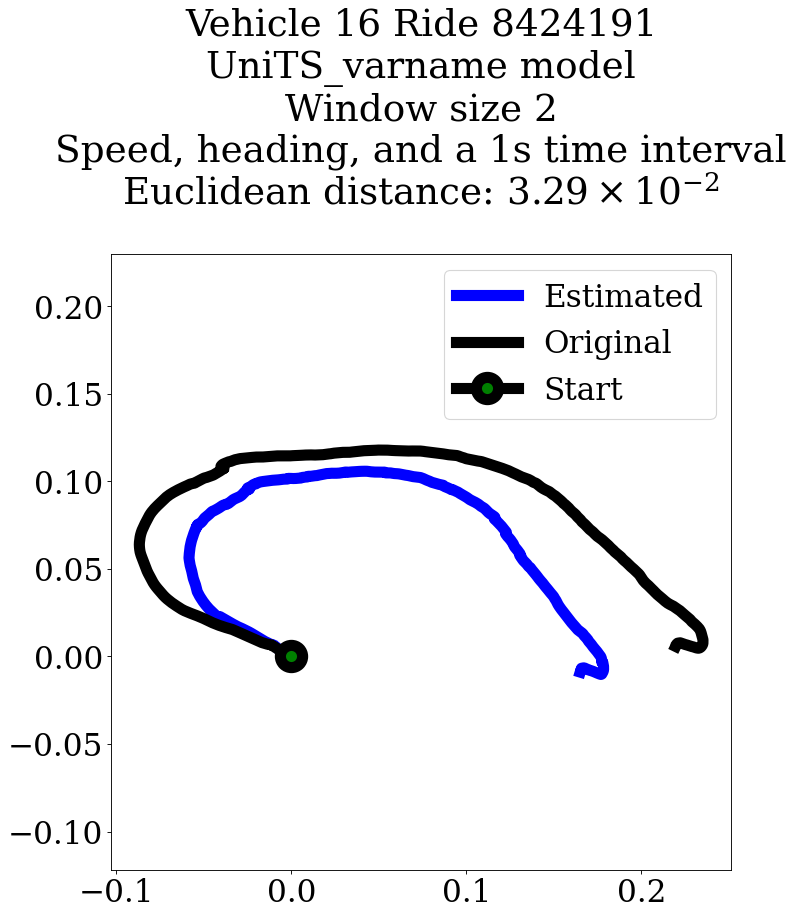 Vehicle 16 Ride 8424191
UniTS_varname model
Window size 2
Speed, heading, and a 1s time interval
Euclidean distance: 3.29 × 10⁻²
Estimated
Original
Start
0.20
0.15
0.10
0.05
0.00
−0.05
−0.10
−0.1
0.0
0.1
0.2